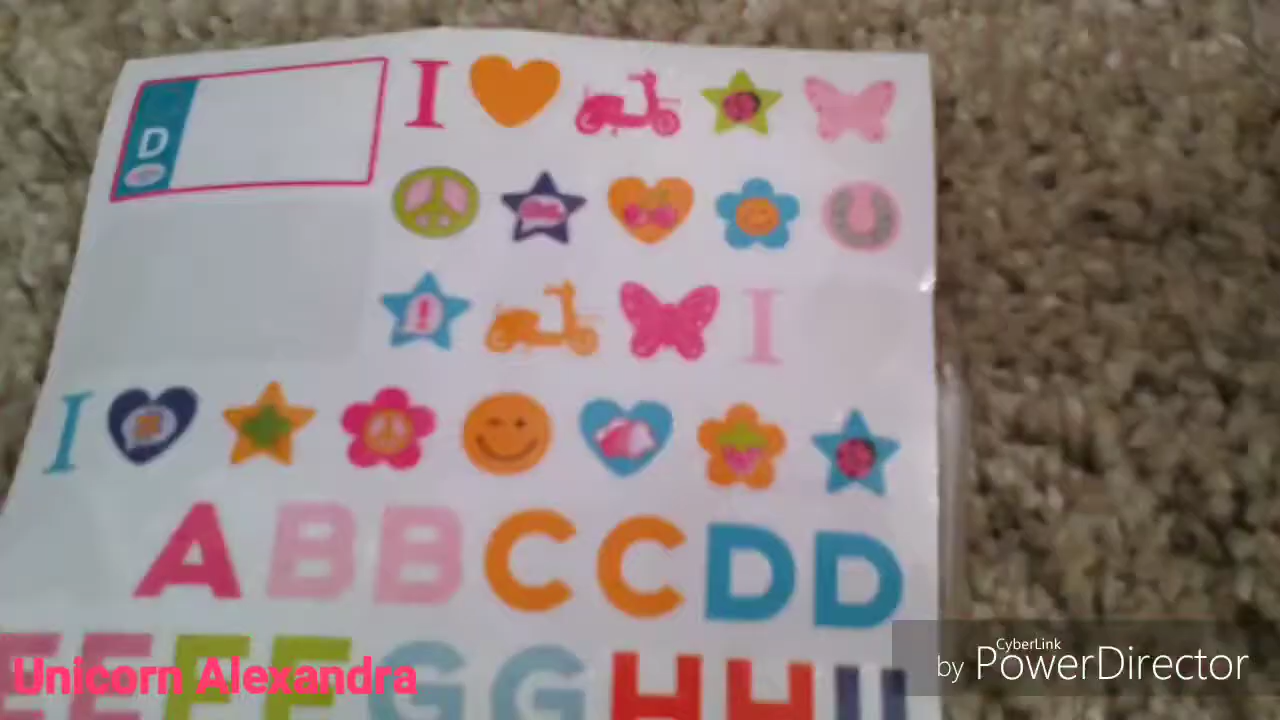 D I
I
I
A B B C C D D
E E F F G G H H I I
Unicorn Alexandra
CyberLink
by PowerDirector